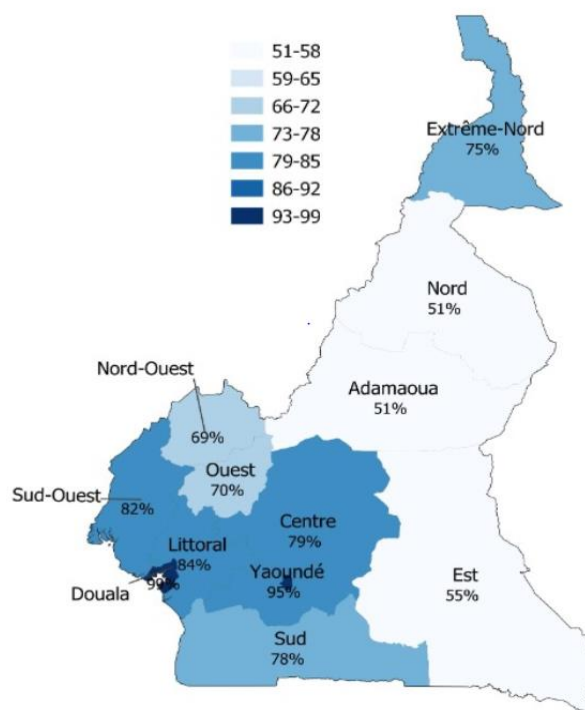 51-58
59-65
66-72
73-78
79-85
86-92
93-99
Extrême-Nord
75%
Nord
51%
Adamaoua
51%
Nord-Ouest
69%
Ouest
70%
Sud-Ouest
82%
Centre
79%
Littoral
84%
Yaoundé
95%
Douala
99%
Est
55%
Sud
78%